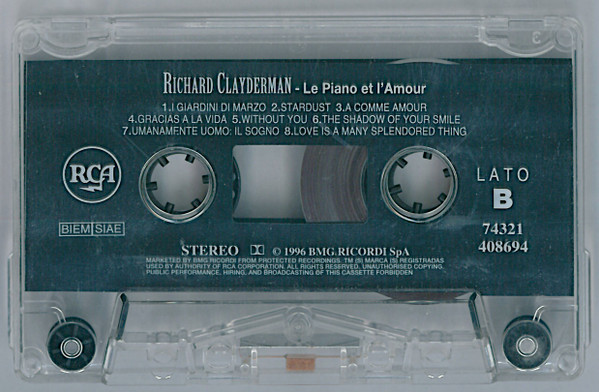 RICHARD CLAYDERMAN - Le Piano et l'Amour
1.I GIARDINI DI MARZO 2.STARDUST 3.A COMME AMOUR
4.GRACIAS A LA VIDA 5.WITHOUT YOU 6.THE SHADOW OF YOUR SMILE
7.UMANAMENTE UOMO: IL SOGNO 8.LOVE IS A MANY SPLENDORED THING
RCA
LATO
B
BIEM SIAE
74321
408694
STEREO © 1996 BMG RICORDI SpA
MARKETED BY BMG RICORDI FROM PROTECTED RECORDINGS. TM (S) MARCA (S) REGISTRADAS
USED BY AUTHORITY OF RCA CORPORATION. ALL RIGHTS RESERVED. UNAUTHORISED COPYING,
PUBLIC PERFORMANCE, HIRING, AND BROADCASTING OF THIS CASSETTE FORBIDDEN